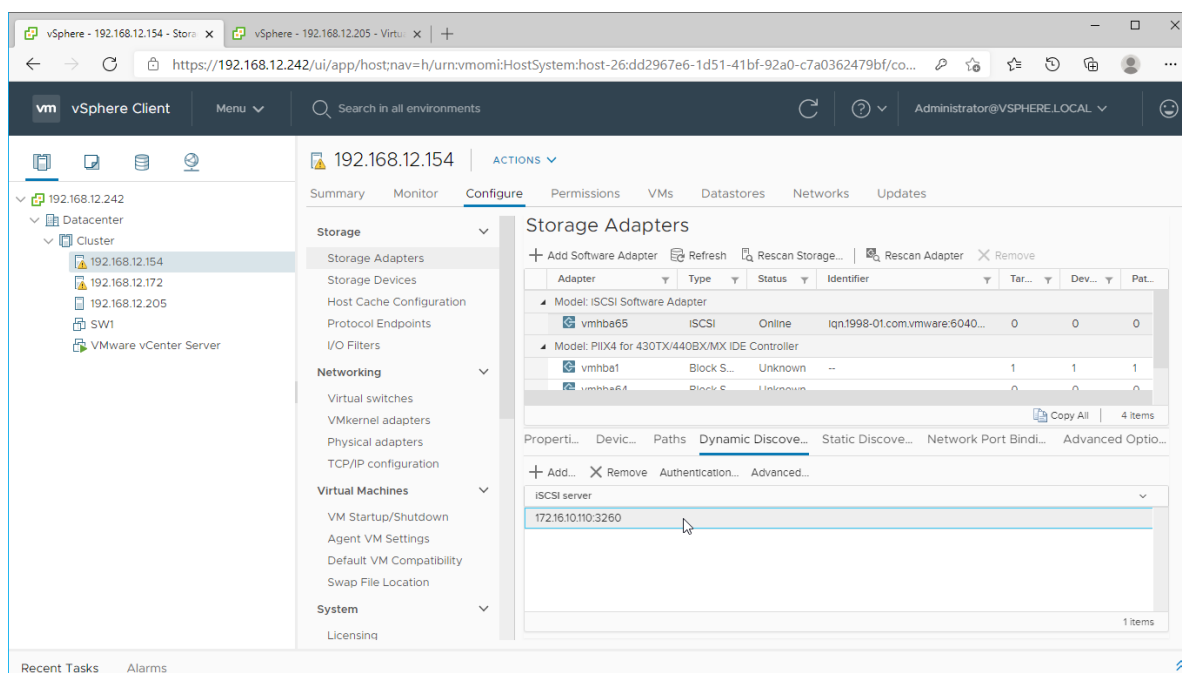 vSphere - 192.168.12.154 - Stora
vSphere - 192.168.12.205 - Virtu
https://192.168.12.242/ui/app/host;nav=h/urn:vmomi:HostSystem:host-26:dd2967e6-1d51-41bf-92a0-c7a0362479bf/co...
vm vSphere Client Menu Search in all environments Administrator@VSPHERE.LOCAL
192.168.12.242
Datacenter
Cluster
192.168.12.154
192.168.12.172
192.168.12.205
SW1
VMware vCenter Server
192.168.12.154 ACTIONS
Summary Monitor Configure Permissions VMs Datastores Networks Updates
Storage
Storage Adapters
Storage Devices
Host Cache Configuration
Protocol Endpoints
I/O Filters
Networking
Virtual switches
VMkernel adapters
Physical adapters
TCP/IP configuration
Virtual Machines
VM Startup/Shutdown
Agent VM Settings
Default VM Compatibility
Swap File Location
System
Licensing
Storage Adapters
+ Add Software Adapter Refresh Rescan Storage... Rescan Adapter Remove
Adapter Type Status Identifier Tar... Dev... Pat...
Model: iSCSI Software Adapter
vmhba65 iSCSI Online iqn.1998-01.com.vmware:6040... 0 0 0
Model: PIIX4 for 430TX/440BX/MX IDE Controller
vmhba1 Block S... Unknown -- 1 1 1
vmhba64 Block S... Unknown 0 0 0
Copy All 4 items
Properti... Devic... Paths Dynamic Discove... Static Discove... Network Port Bindi... Advanced Optio...
+ Add... Remove Authentication... Advanced...
iSCSI server
172.16.10.110:3260
1 items
Recent Tasks Alarms